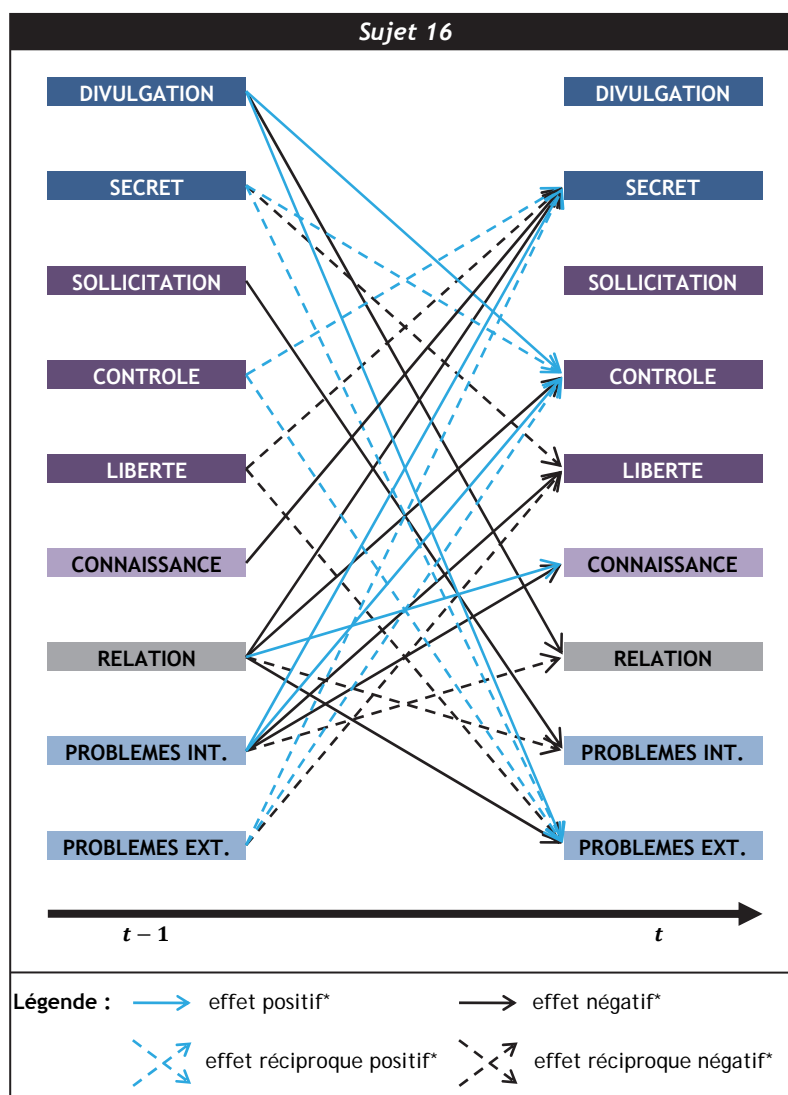 Sujet 16
DIVULGATION DIVULGATION
SECRET SECRET
SOLLICITATION SOLLICITATION
CONTROLE CONTROLE
LIBERTE LIBERTE
CONNAISSANCE CONNAISSANCE
RELATION RELATION
PROBLEMES INT. PROBLEMES INT.
PROBLEMES EXT. PROBLEMES EXT.
t − 1 t
Légende : effet positif* effet négatif*
effet réciproque positif* effet réciproque négatif*